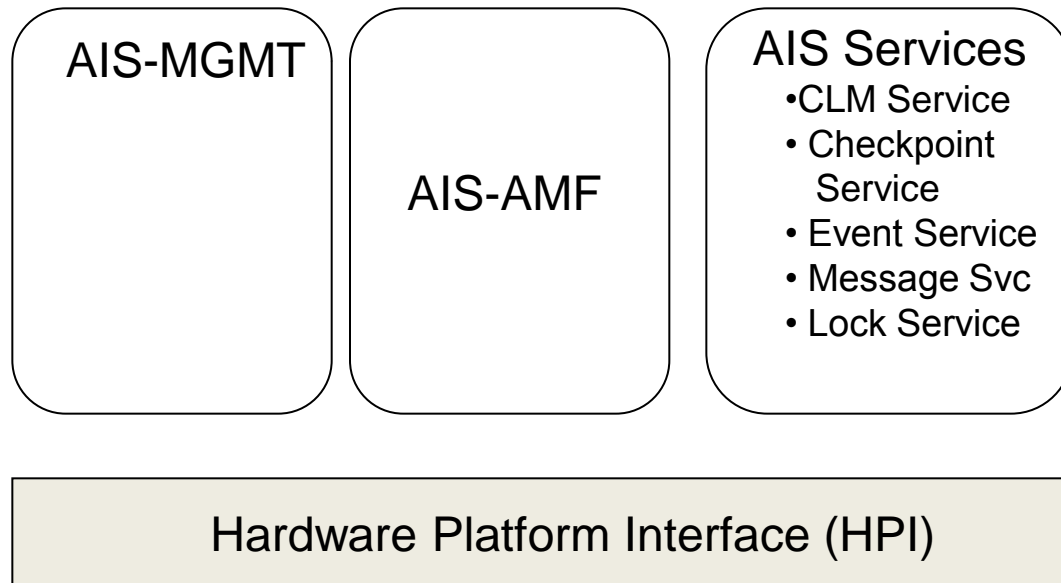 AIS-MGMT
AIS-AMF
AIS Services
•CLM Service
• Checkpoint
Service
• Event Service
• Message Svc
• Lock Service
Hardware Platform Interface (HPI)